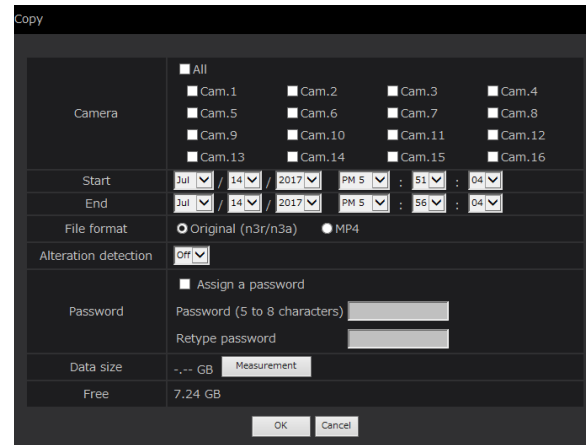 Copy
All
Camera
Cam.1 Cam.2 Cam.3 Cam.4
Cam.5 Cam.6 Cam.7 Cam.8
Cam.9 Cam.10 Cam.11 Cam.12
Cam.13 Cam.14 Cam.15 Cam.16
Start Jul / 14 / 2017 PM 5 : 51 : 04
End Jul / 14 / 2017 PM 5 : 56 : 04
File format Original (n3r/n3a) MP4
Alteration detection Off
Password
Assign a password
Password (5 to 8 characters)
Retype password
Data size -.-- GB Measurement
Free 7.24 GB
OK Cancel